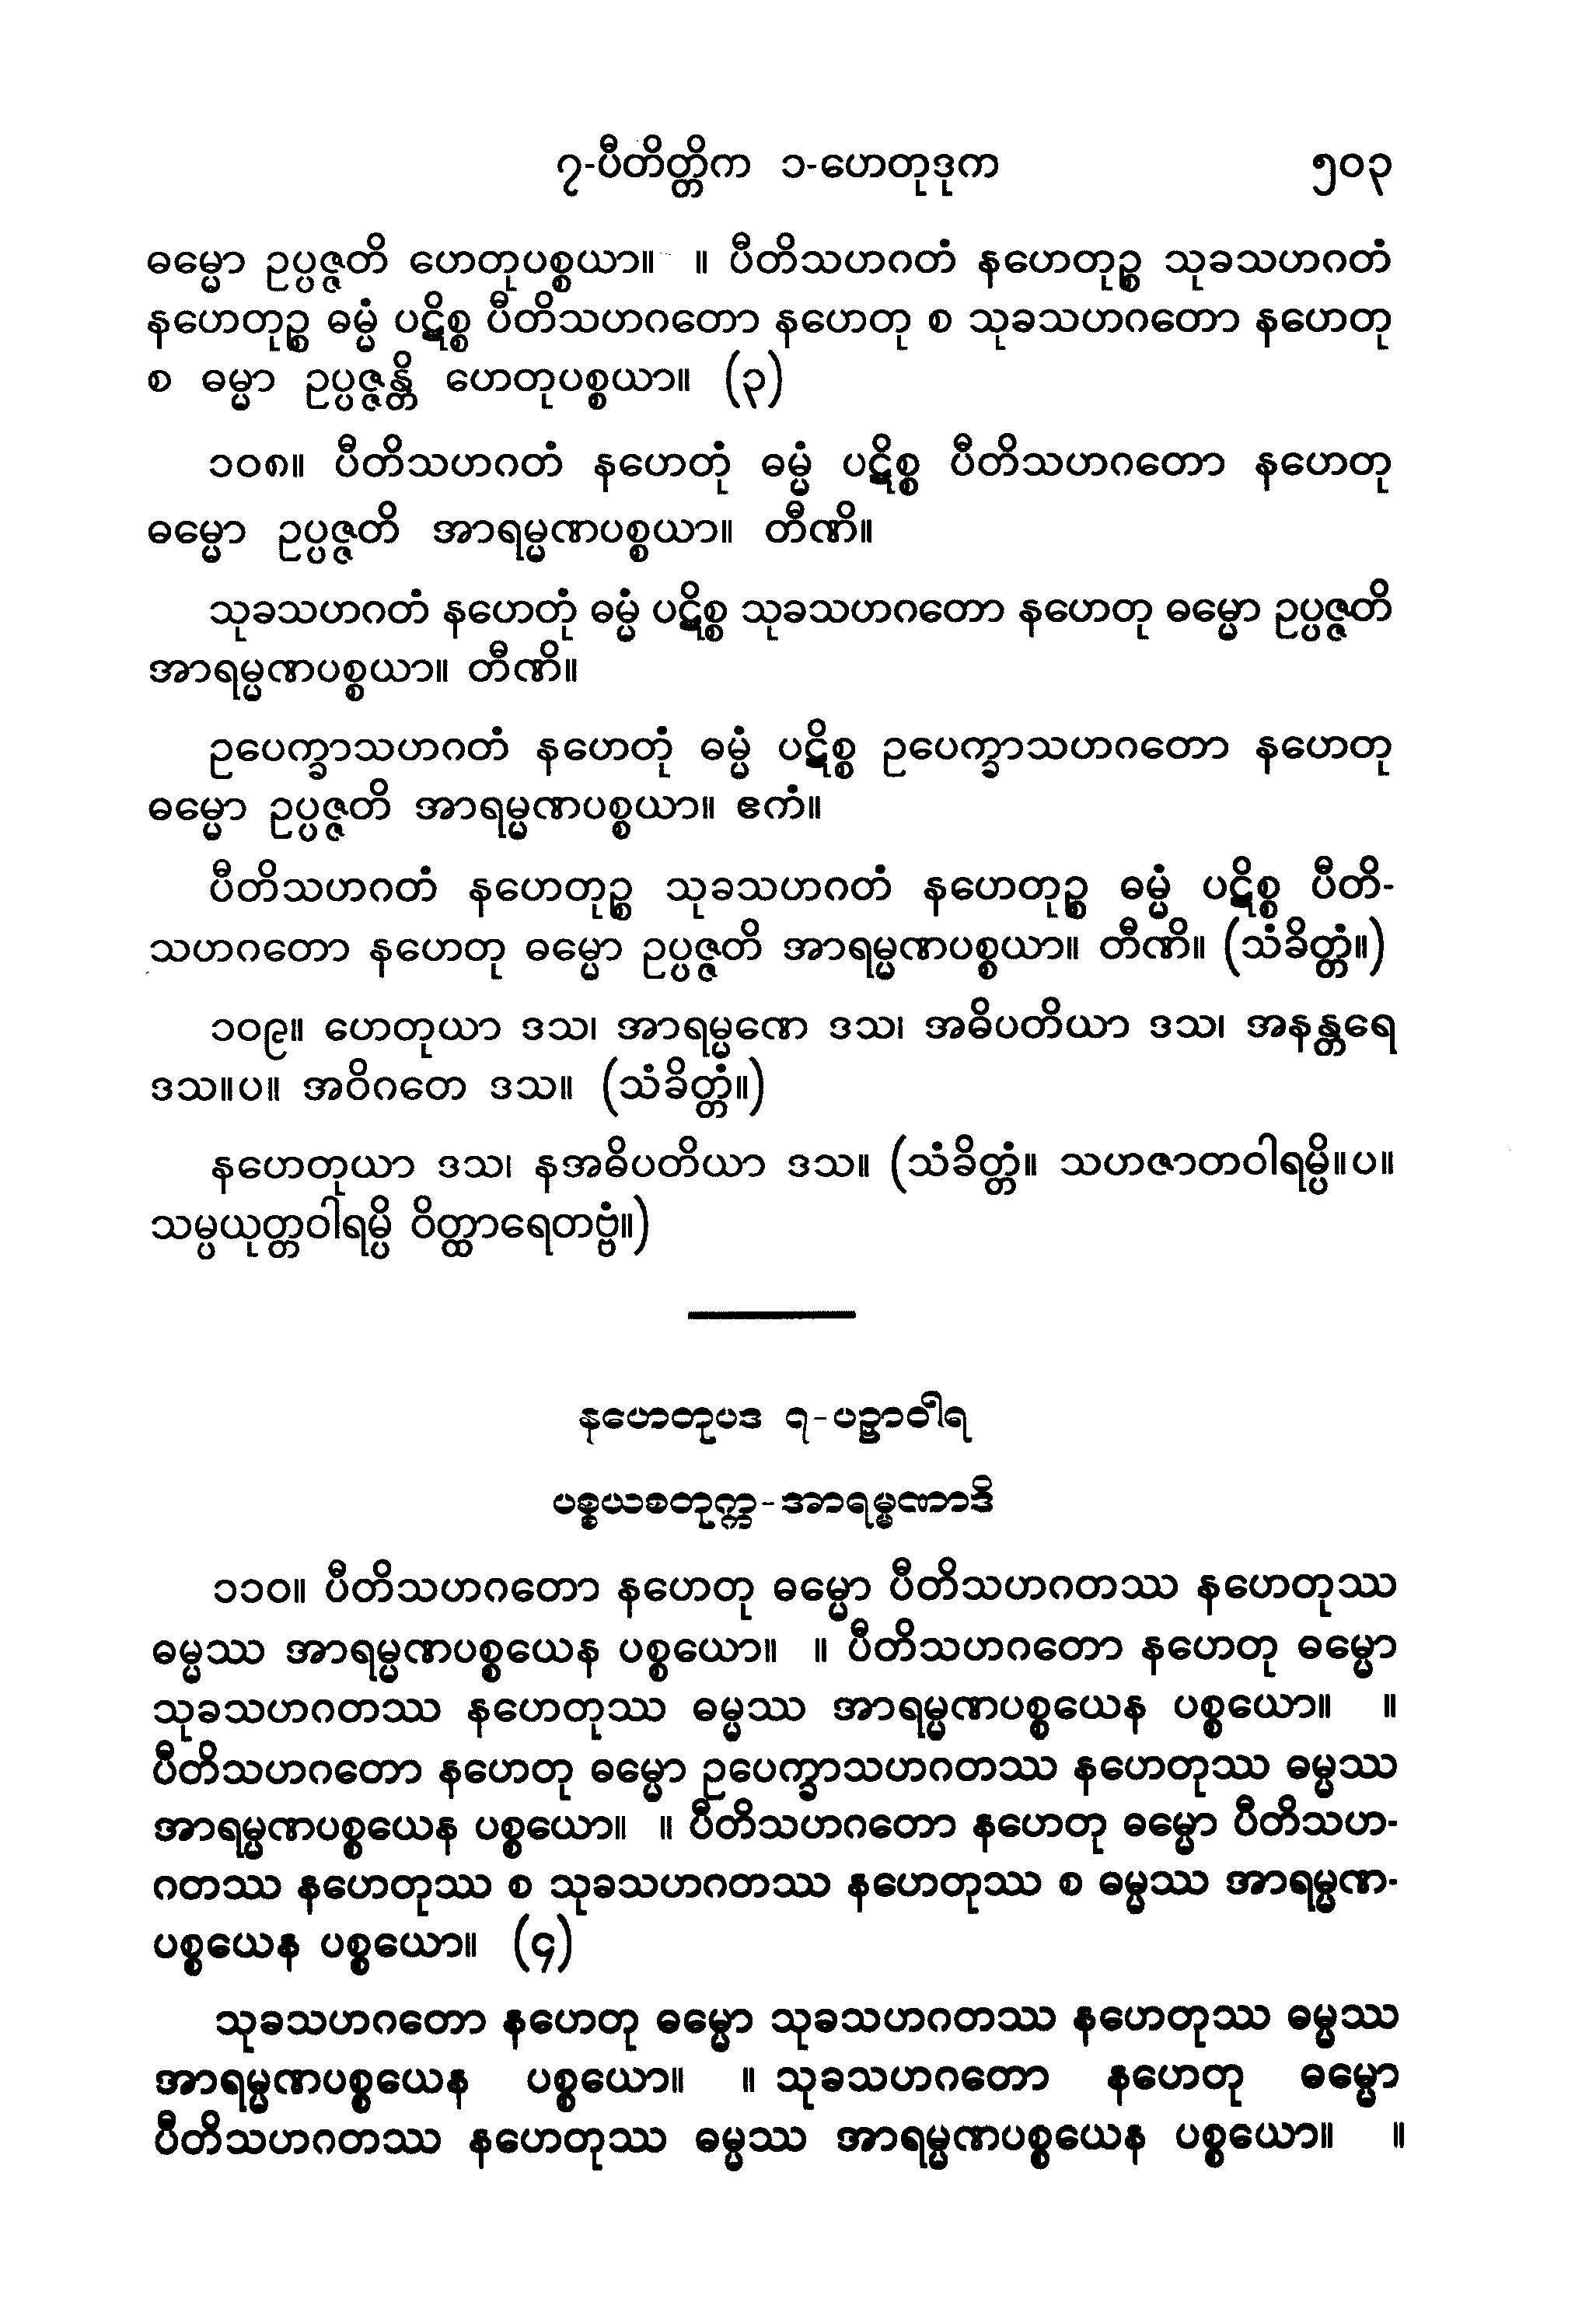 ၇-ပီတိတ္တိက ၁-ဟေတုဒုက ၅၀၃
ဓမ္မော ဥပ္ပဇ္ဇတိ ဟေတုပစ္စယာ။ ။ ပီတိသဟဂတံ နဟေတုဉ္စ သုခသဟဂတံ
နဟေတုဉ္စ ဓမ္မံ ပဋိစ္စ ပီတိသဟဂတော နဟေတု စ သုခသဟဂတော နဟေတု
စ ဓမ္မာ ဥပ္ပဇ္ဇန္တိ ဟေတုပစ္စယာ။ (၃)
၁၀၈။ ပီတိသဟဂတံ နဟေတုံ ဓမ္မံ ပဋိစ္စ ပီတိသဟဂတော နဟေတု
ဓမ္မော ဥပ္ပဇ္ဇတိ အာရမ္မဏပစ္စယာ။ တီဏိ။
သုခသဟဂတံ နဟေတုံ ဓမ္မံ ပဋိစ္စ သုခသဟဂတော နဟေတု ဓမ္မော ဥပ္ပဇ္ဇတိ
အာရမ္မဏပစ္စယာ။ တီဏိ။
ဥပေက္ခာသဟဂတံ နဟေတုံ ဓမ္မံ ပဋိစ္စ ဥပေက္ခာသဟဂတော နဟေတု
ဓမ္မော ဥပ္ပဇ္ဇတိ အာရမ္မဏပစ္စယာ။ ဧကံ။
ပီတိသဟဂတံ နဟေတုဉ္စ သုခသဟဂတံ နဟေတုဉ္စ ဓမ္မံ ပဋိစ္စ ပီတိ-
သဟဂတော နဟေတု ဓမ္မော ဥပ္ပဇ္ဇတိ အာရမ္မဏပစ္စယာ။ တီဏိ။ (သံခိတ္တံ။)
၁၀၉။ ဟေတုယာ ဒသ၊ အာရမ္မဏေ ဒသ၊ အဓိပတိယာ ဒသ၊ အနန္တရေ
ဒသ။ပ။ အဝိဂတေ ဒသ။ (သံခိတ္တံ။)
နဟေတုယာ ဒသ၊ နအဓိပတိယာ ဒသ။ (သံခိတ္တံ။ သဟဇာတဝါရမ္ပိ။ပ။
သမ္ပယုတ္တဝါရမ္ပိ ဝိတ္ထာရေတဗ္ဗံ။)
နဟေတုပဒ ၇-ပဉှာဝါရ
ပစ္စယစတုက္က-အာရမ္မဏာဒိ
၁၁၀။ ပီတိသဟဂတော နဟေတု ဓမ္မော ပီတိသဟဂတဿ နဟေတုဿ
ဓမ္မဿ အာရမ္မဏပစ္စယေန ပစ္စယော။ ။ ပီတိသဟဂတော နဟေတု ဓမ္မော
သုခသဟဂတဿ နဟေတုဿ ဓမ္မဿ အာရမ္မဏပစ္စယေန ပစ္စယော။ ။
ပီတိသဟဂတော နဟေတု ဓမ္မော ဥပေက္ခာသဟဂတဿ နဟေတုဿ ဓမ္မဿ
အာရမ္မဏပစ္စယေန ပစ္စယော။ ။ ပီတိသဟဂတော နဟေတု ဓမ္မော ပီတိသဟ-
ဂတဿ နဟေတုဿ စ သုခသဟဂတဿ နဟေတုဿ စ ဓမ္မဿ အာရမ္မဏ-
ပစ္စယေန ပစ္စယော။ (၄)
သုခသဟဂတော နဟေတု ဓမ္မော သုခသဟဂတဿ နဟေတုဿ ဓမ္မဿ
အာရမ္မဏပစ္စယေန ပစ္စယော။ ။ သုခသဟဂတော နဟေတု ဓမ္မော
ပီတိသဟဂတဿ နဟေတုဿ ဓမ္မဿ အာရမ္မဏပစ္စယေန ပစ္စယော။ ။